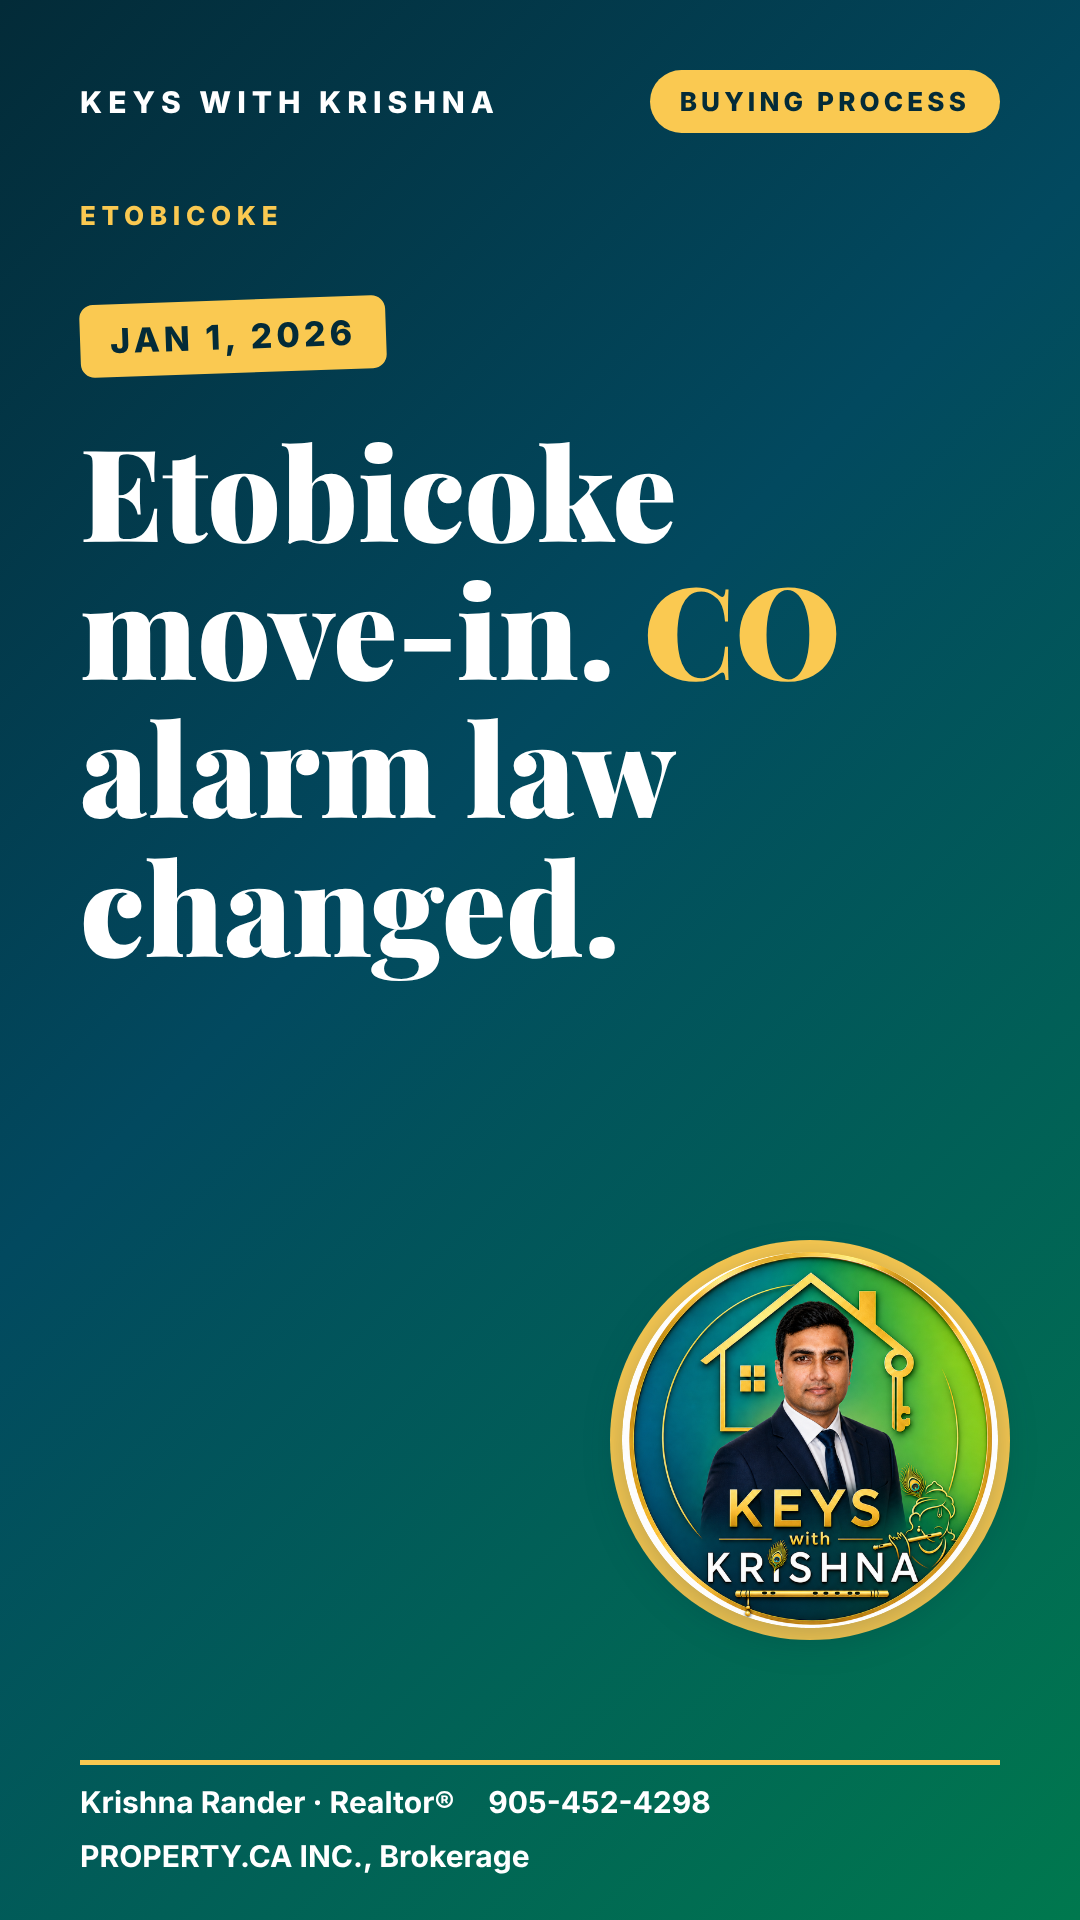 KEYS WITH KRISHNA
BUYING PROCESS
ETOBICOKE
JAN 1, 2026
Etobicoke
move-in. CO
alarm law
changed.
KEYS
with
KRISHNA
Krishna Rander · Realtor® 905-452-4298
PROPERTY.CA INC., Brokerage